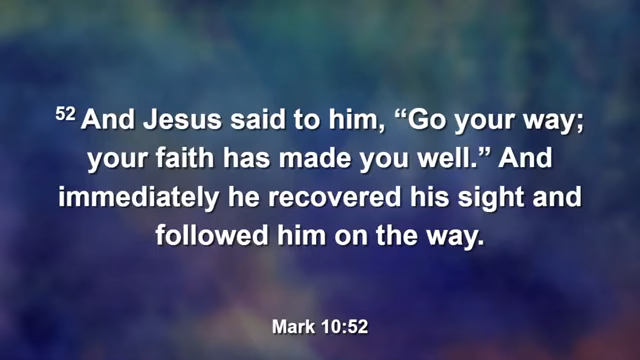 52 And Jesus said to him, “Go your way;
your faith has made you well.” And
immediately he recovered his sight and
followed him on the way.
Mark 10:52